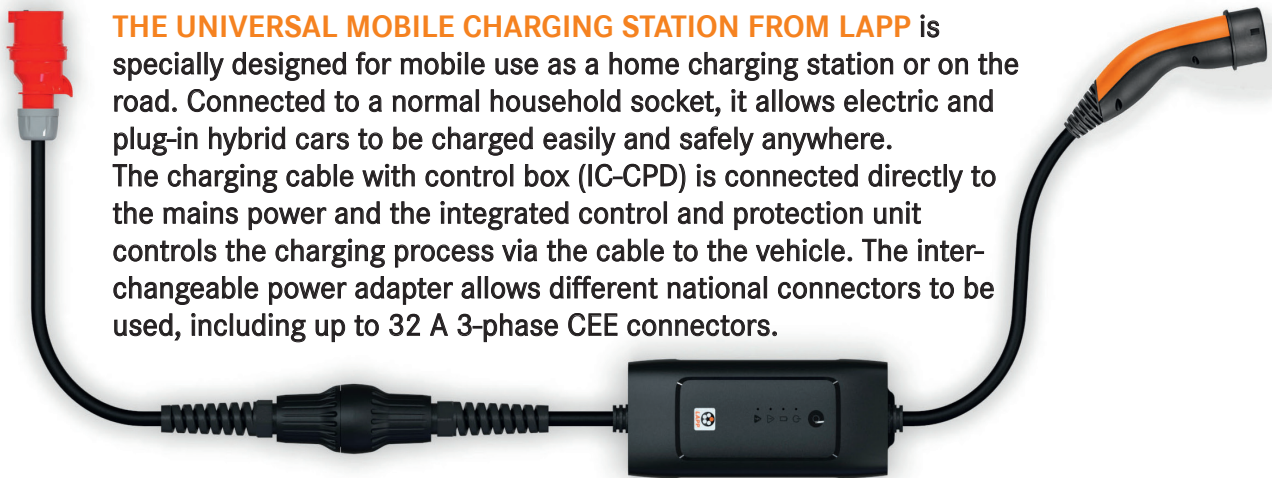 THE UNIVERSAL MOBILE CHARGING STATION FROM LAPP is
specially designed for mobile use as a home charging station or on the
road. Connected to a normal household socket, it allows electric and
plug-in hybrid cars to be charged easily and safely anywhere.
The charging cable with control box (IC-CPD) is connected directly to
the mains power and the integrated control and protection unit
controls the charging process via the cable to the vehicle. The inter-
changeable power adapter allows different national connectors to be
used, including up to 32 A 3-phase CEE connectors.
LAPP